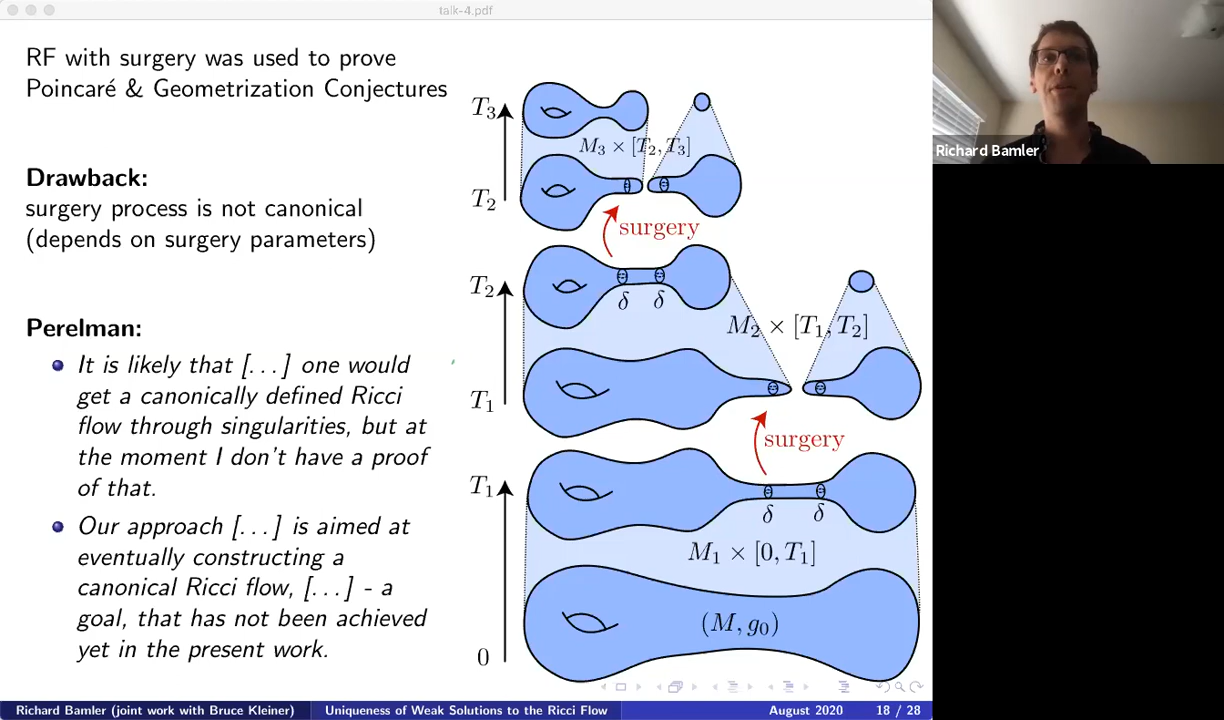 talk-4.pdf
RF with surgery was used to prove
Poincaré & Geometrization Conjectures
Drawback:
surgery process is not canonical
(depends on surgery parameters)
Perelman:
It is likely that [...] one would
get a canonically defined Ricci
flow through singularities, but at
the moment I don't have a proof
of that.
Our approach [...] is aimed at
eventually constructing a
canonical Ricci flow, [...] - a
goal, that has not been achieved
yet in the present work.
T₃
M₃ × [T₂, T₃]
T₂
surgery
T₂
δ δ
M₂ × [T₁, T₂]
T₁
surgery
T₁
δ δ
M₁ × [0, T₁]
(M, g₀)
0
Richard Bamler
Richard Bamler (joint work with Bruce Kleiner) Uniqueness of Weak Solutions to the Ricci Flow August 2020 18 / 28